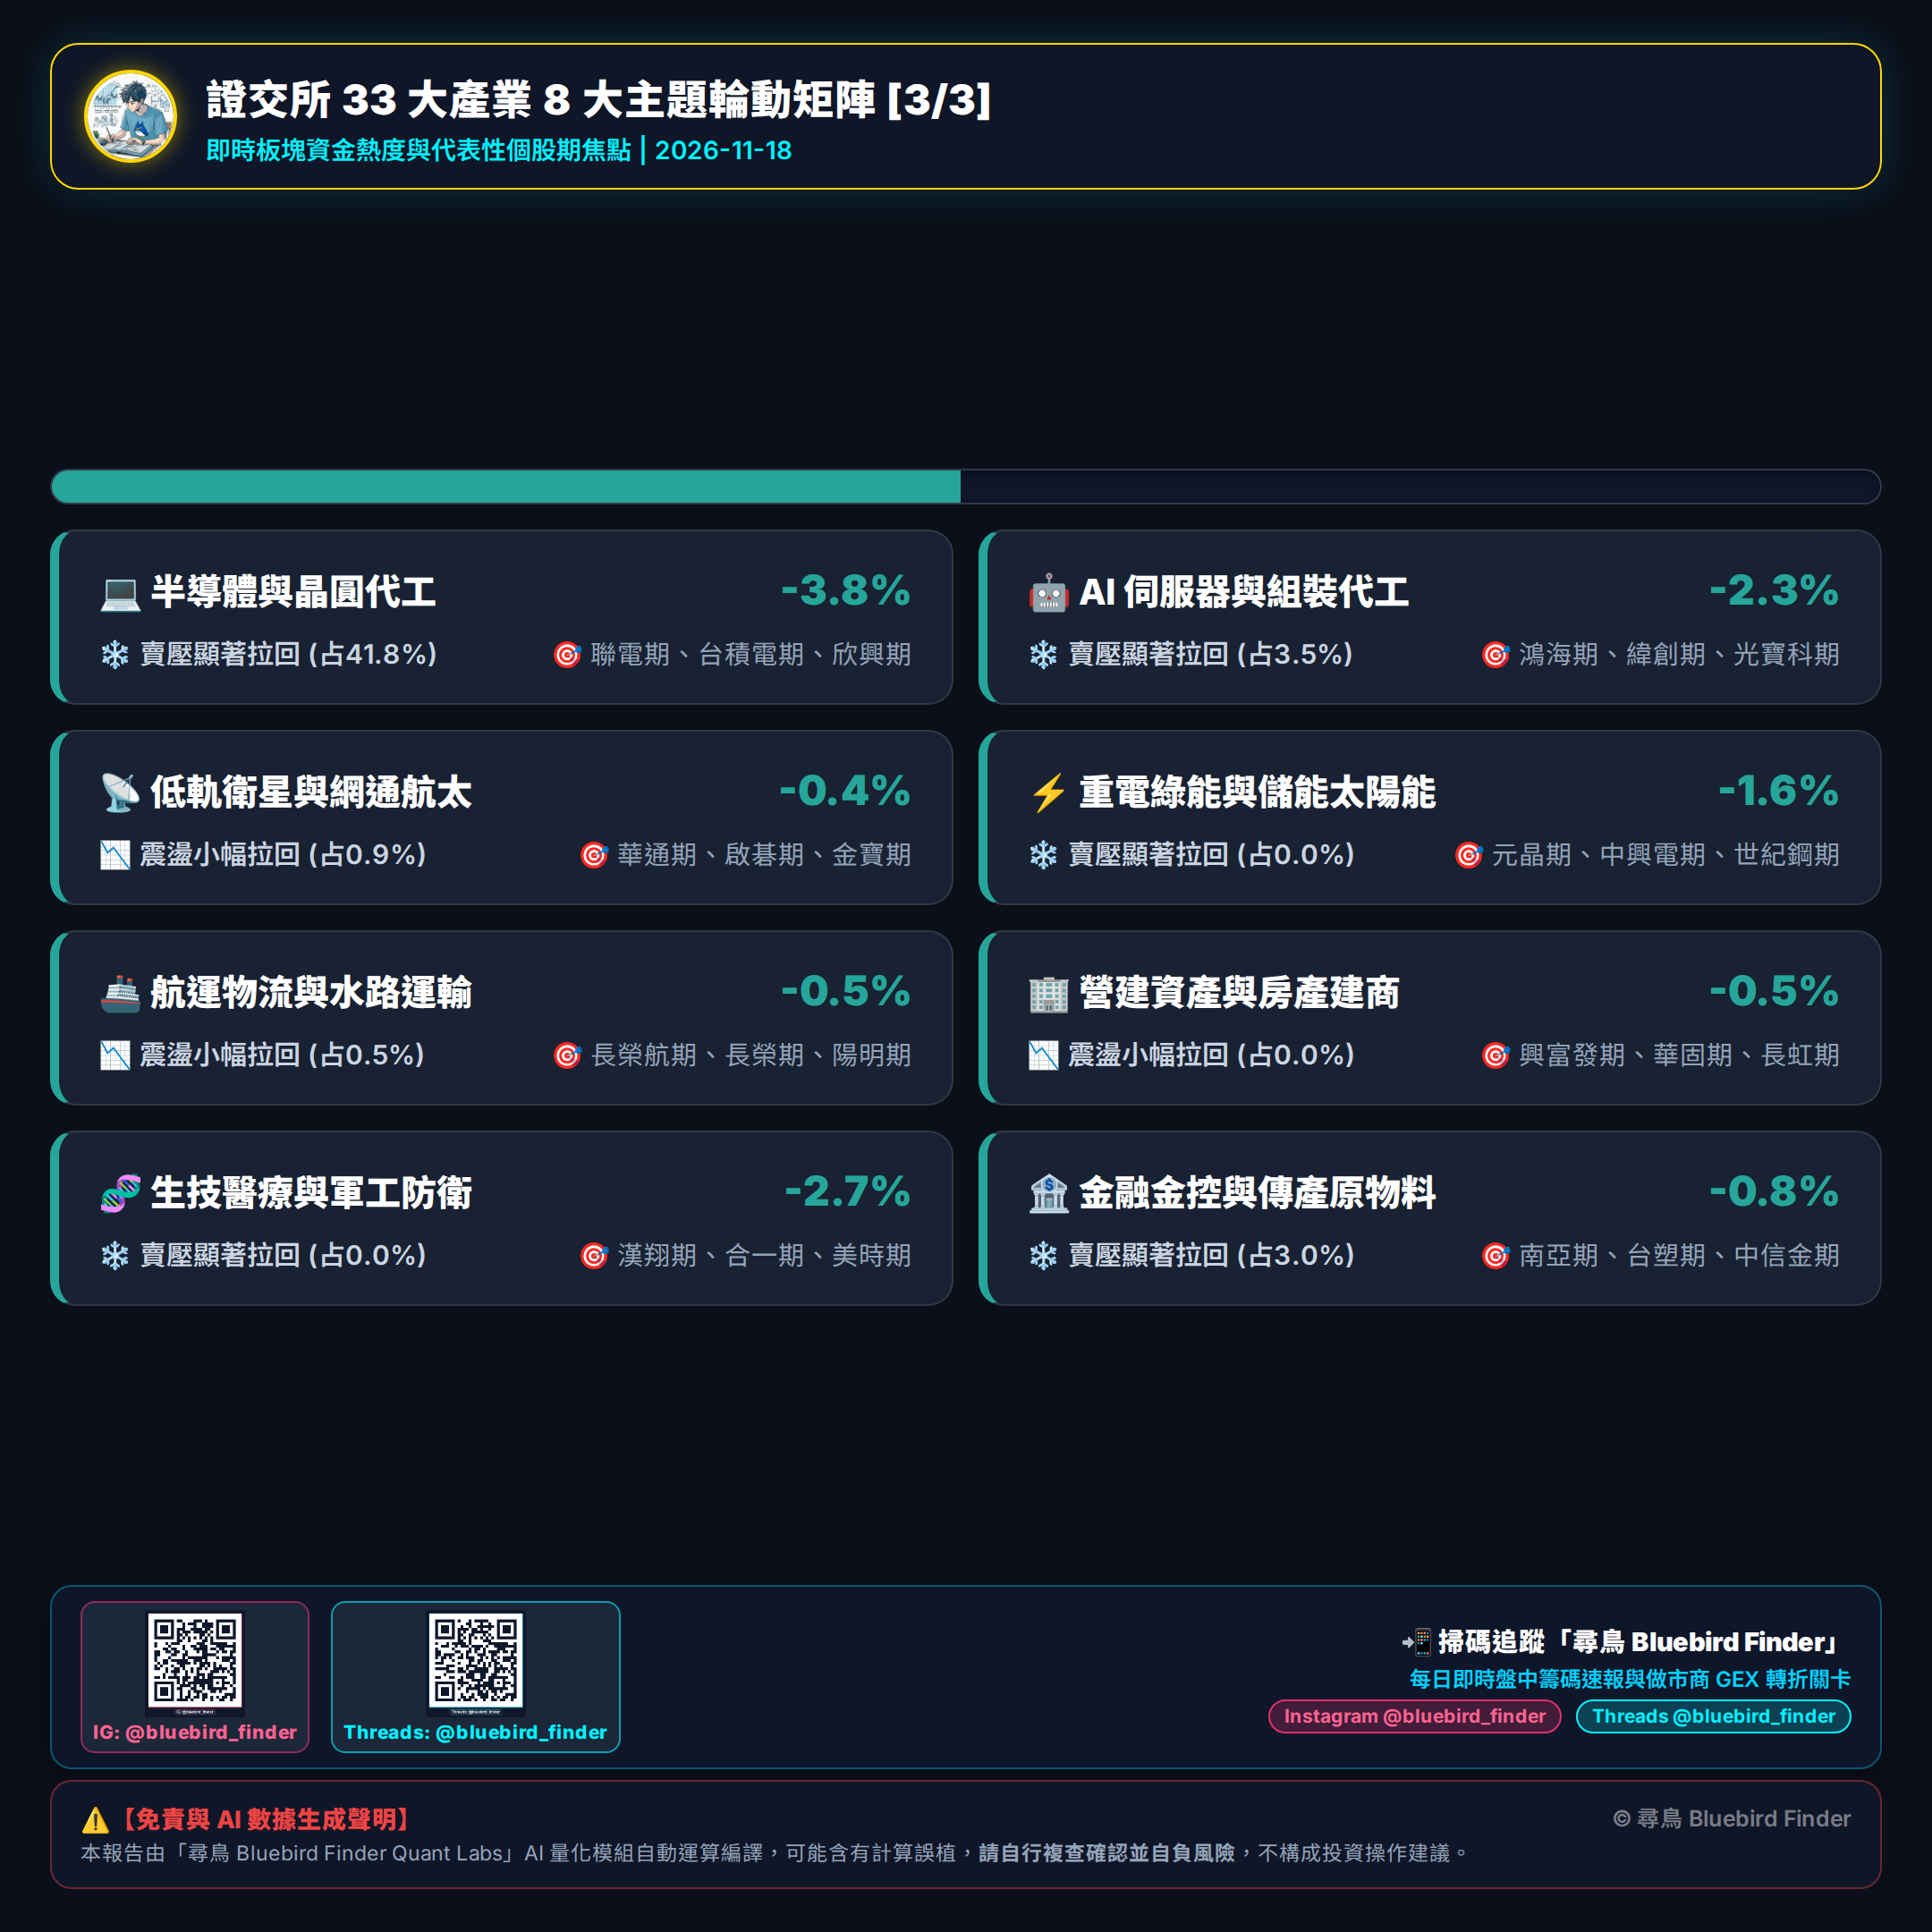 證交所 33 大產業 8 大主題輪動矩陣 [3/3]
即時板塊資金熱度與代表性個股期焦點 | 2026-11-18
💻 半導體與晶圓代工 -3.8%
❄️ 賣壓顯著拉回 (占41.8%) 🎯 聯電期、台積電期、欣興期
🤖 AI 伺服器與組裝代工 -2.3%
❄️ 賣壓顯著拉回 (占3.5%) 🎯 鴻海期、緯創期、光寶科期
📡 低軌衛星與網通航太 -0.4%
📉 震盪小幅拉回 (占0.9%) 🎯 華通期、啟碁期、金寶期
⚡ 重電綠能與儲能太陽能 -1.6%
❄️ 賣壓顯著拉回 (占0.0%) 🎯 元晶期、中興電期、世紀鋼期
🚢 航運物流與水路運輸 -0.5%
📉 震盪小幅拉回 (占0.5%) 🎯 長榮航期、長榮期、陽明期
🏢 營建資產與房產建商 -0.5%
📉 震盪小幅拉回 (占0.0%) 🎯 興富發期、華固期、長虹期
🧬 生技醫療與軍工防衛 -2.7%
❄️ 賣壓顯著拉回 (占0.0%) 🎯 漢翔期、合一期、美時期
🏦 金融金控與傳產原物料 -0.8%
❄️ 賣壓顯著拉回 (占3.0%) 🎯 南亞期、台塑期、中信金期
IG: @bluebird_finder
Threads: @bluebird_finder
IG: @bluebird_finder
Threads: @bluebird_finder
📲 掃碼追蹤「尋鳥 Bluebird Finder」
每日即時盤中籌碼速報與做市商 GEX 轉折關卡
Instagram @bluebird_finder Threads @bluebird_finder
⚠️【免責與 AI 數據生成聲明】
© 尋鳥 Bluebird Finder
本報告由「尋鳥 Bluebird Finder Quant Labs」AI 量化模組自動運算編譯，可能含有計算誤植，請自行複查確認並自負風險，不構成投資操作建議。